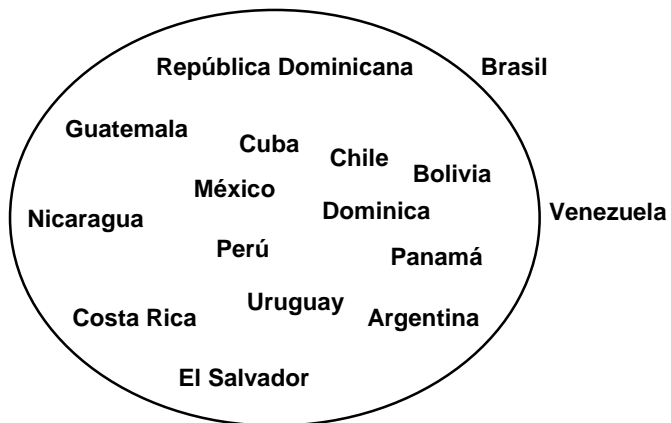 República Dominicana
Brasil
Guatemala
Cuba
Chile
Bolivia
México
Dominica
Nicaragua
Venezuela
Perú
Panamá
Uruguay
Costa Rica
Argentina
El Salvador